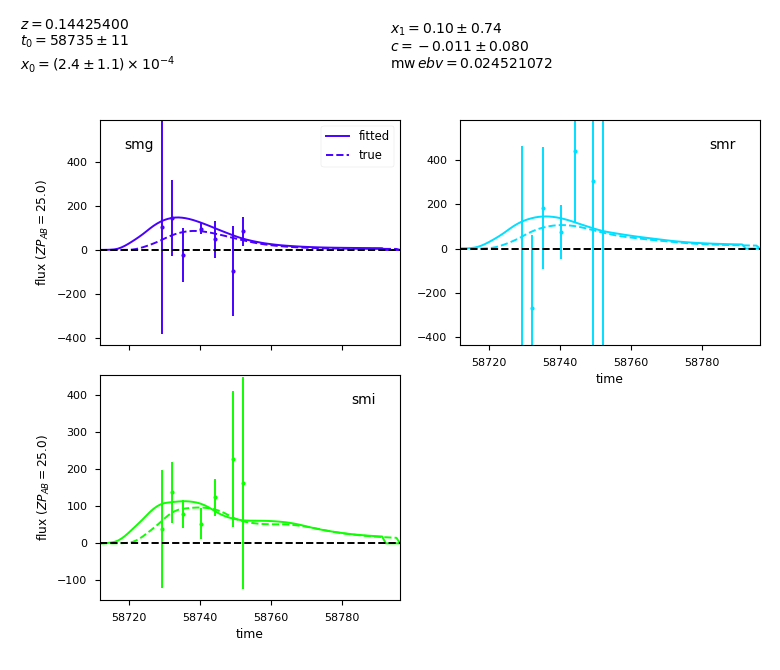 z = 0.14425400
t₀ = 58735 ± 11
x₀ = (2.4 ± 1.1) × 10⁻⁴
x₁ = 0.10 ± 0.74
c = −0.011 ± 0.080
mw ebv = 0.024521072
smg
fitted
true
400
200
0
−200
−400
flux (ZP_AB = 25.0)
smr
400
200
0
−200
−400
58720 58740 58760 58780
time
smi
400
300
200
100
0
−100
flux (ZP_AB = 25.0)
58720 58740 58760 58780
time